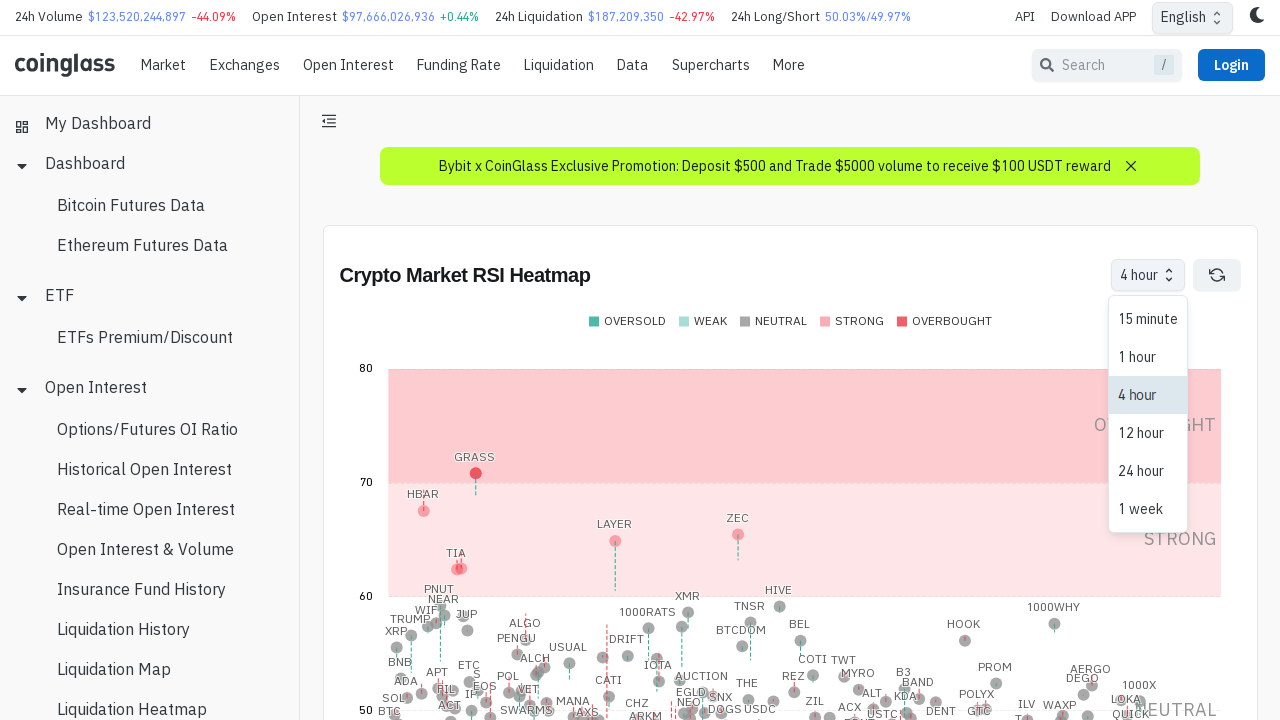 24h Volume $123,520,244,897 -44.09% Open Interest $97,666,026,936 +0.44% 24h Liquidation $187,209,350 -42.97% 24h Long/Short 50.03%/49.97% API Download APP English
coinglass Market Exchanges Open Interest Funding Rate Liquidation Data Supercharts More Search / Login
My Dashboard
Dashboard
Bitcoin Futures Data
Ethereum Futures Data
ETF
ETFs Premium/Discount
Open Interest
Options/Futures OI Ratio
Historical Open Interest
Real-time Open Interest
Open Interest & Volume
Insurance Fund History
Liquidation History
Liquidation Map
Liquidation Heatmap
Bybit x CoinGlass Exclusive Promotion: Deposit $500 and Trade $5000 volume to receive $100 USDT reward
Crypto Market RSI Heatmap
4 hour
15 minute
1 hour
4 hour
12 hour
24 hour
1 week
OVERSOLD WEAK NEUTRAL STRONG OVERBOUGHT
80
GRASS
70
HBAR
LAYER
ZEC
STRONG
TIA
60
PNUT
XMR
HIVE
NEAR
TNSR
1000WHY
WIF
1000RATS
TRUMP
JUP
ALGO
HOOK
BEL
XRP
PENGU
BTCDOM
DRIFT
USUAL
BNB
ALCH
COTI
TWT
ETC
IOTA
PROM
AERGO
APT
S
POL
AUCTION
REZ
MYRO
B3
DEGO
ADA
CATI
THE
BAND
1000X
FIL
EOS
VET
EGLD
ALT
SOL
IP
MANA
GNX
ZIL
KDA
POLYX
LOKA
ACT
CHZ
NEO
ACX
ILV
WAXP
50
BTC
SWARMS
AXS
ARKM
DOGS
USDC
USTC
DENT
GTC
QUICK
NEUTRAL